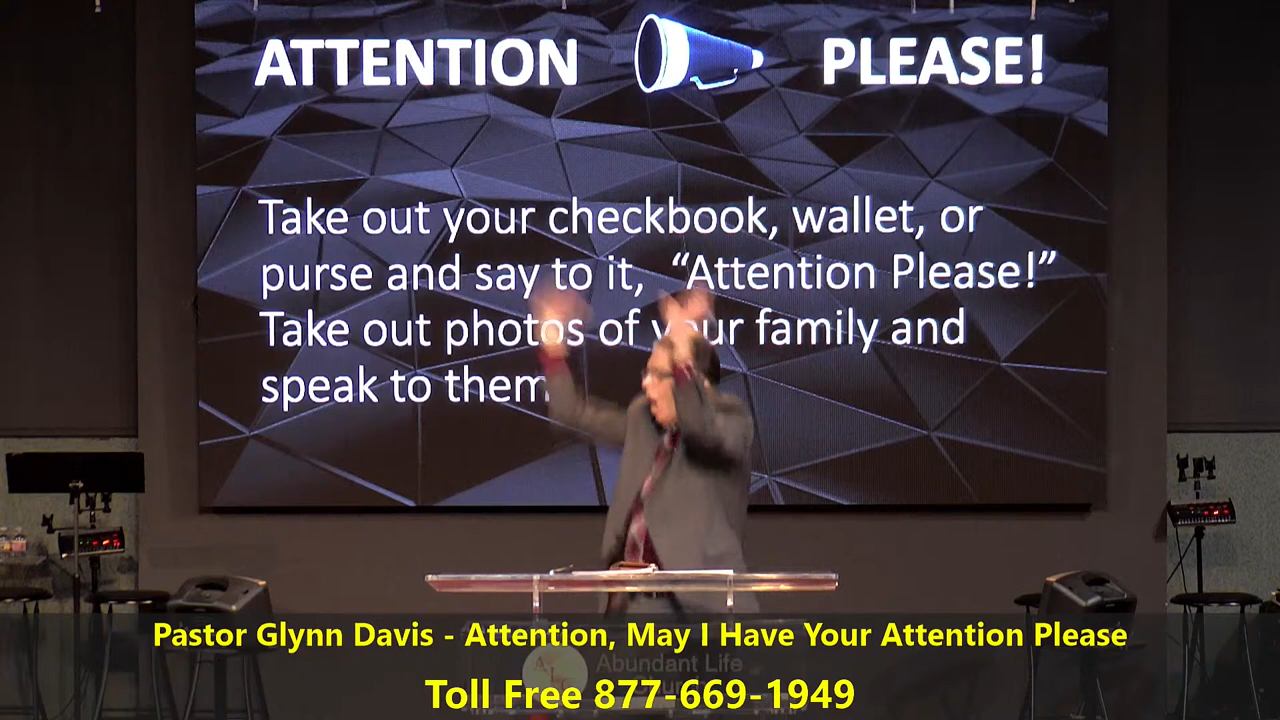 ATTENTION PLEASE!
Take out your checkbook, wallet, or
purse and say to it, “Attention Please!”
Take out photos of your family and
speak to them
Pastor Glynn Davis - Attention, May I Have Your Attention Please
Abundant Life
Toll Free 877-669-1949